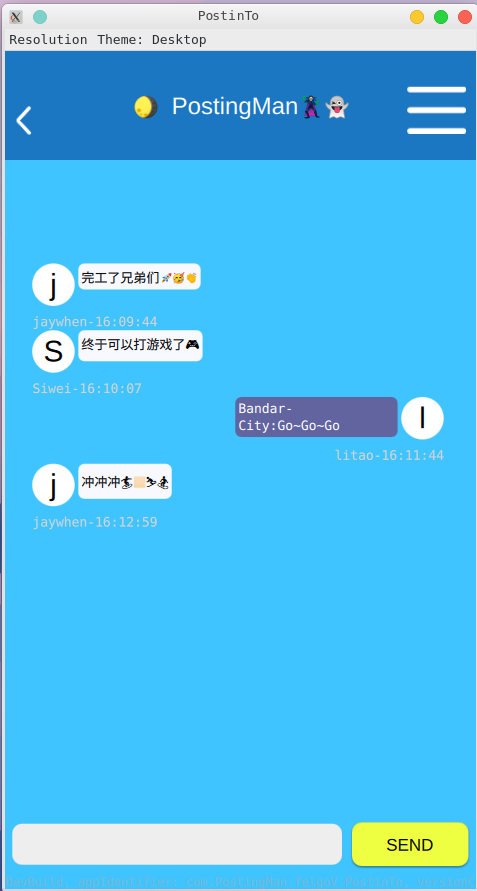 PostinTo
Resolution Theme: Desktop
🌖 PostingMan🦹👻
j
完工了兄弟们🚀🥳👏
jaywhen-16:09:44
S
终于可以打游戏了🎮
Siwei-16:10:07
Bandar-
City:Go~Go~Go
l
litao-16:11:44
j
冲冲冲🏄🏻⛷🏂
jaywhen-16:12:59
SEND